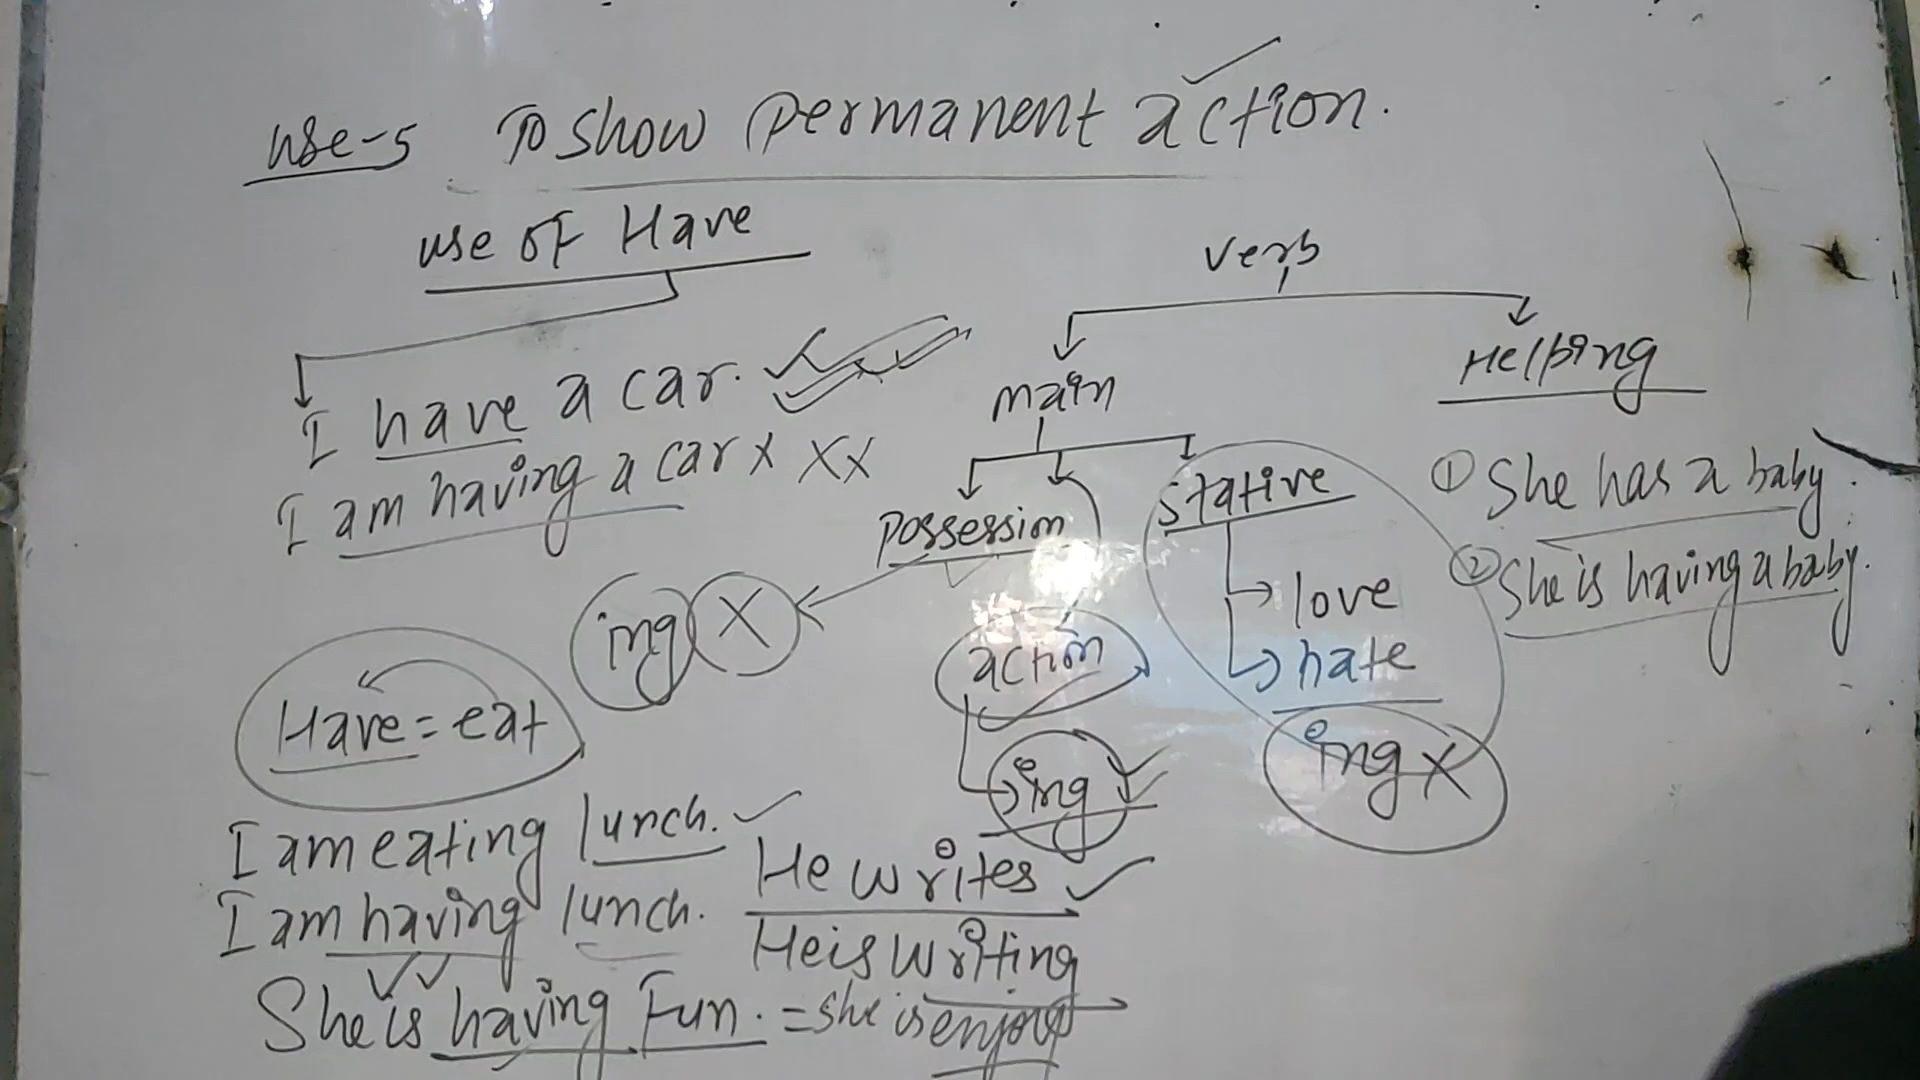 use-5 To show permanent action.
use of Have
I have a car.
I am having a car x x x
Verb
main
Helping
possession
stative
ing X
action
ing
love
hate
ing X
① She has a baby.
② She is having a baby.
Have = eat
I am eating lunch.
I am having lunch.
She is having Fun. = she is enjoy
He writes
He is writing